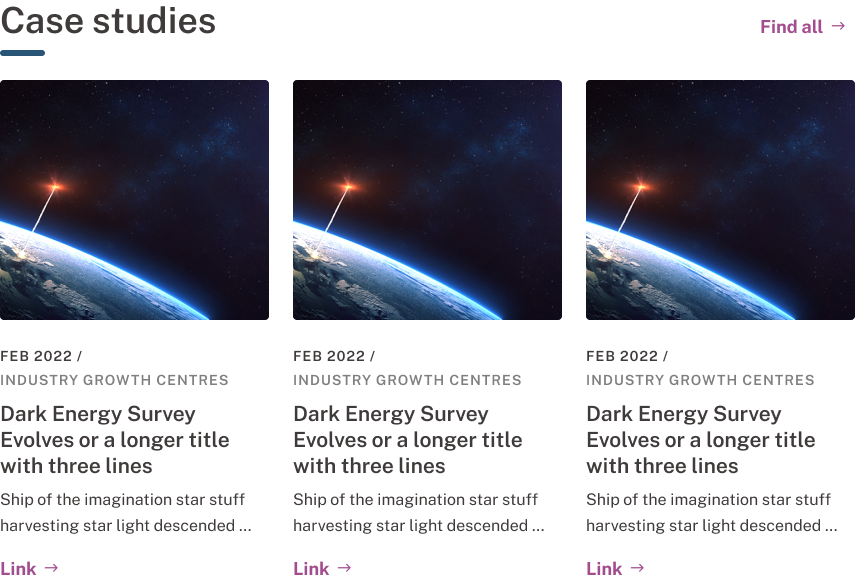 Case studies
Find all →
FEB 2022 /
INDUSTRY GROWTH CENTRES
Dark Energy Survey
Evolves or a longer title
with three lines
Ship of the imagination star stuff
harvesting star light descended ...
Link →
FEB 2022 /
INDUSTRY GROWTH CENTRES
Dark Energy Survey
Evolves or a longer title
with three lines
Ship of the imagination star stuff
harvesting star light descended ...
Link →
FEB 2022 /
INDUSTRY GROWTH CENTRES
Dark Energy Survey
Evolves or a longer title
with three lines
Ship of the imagination star stuff
harvesting star light descended ...
Link →